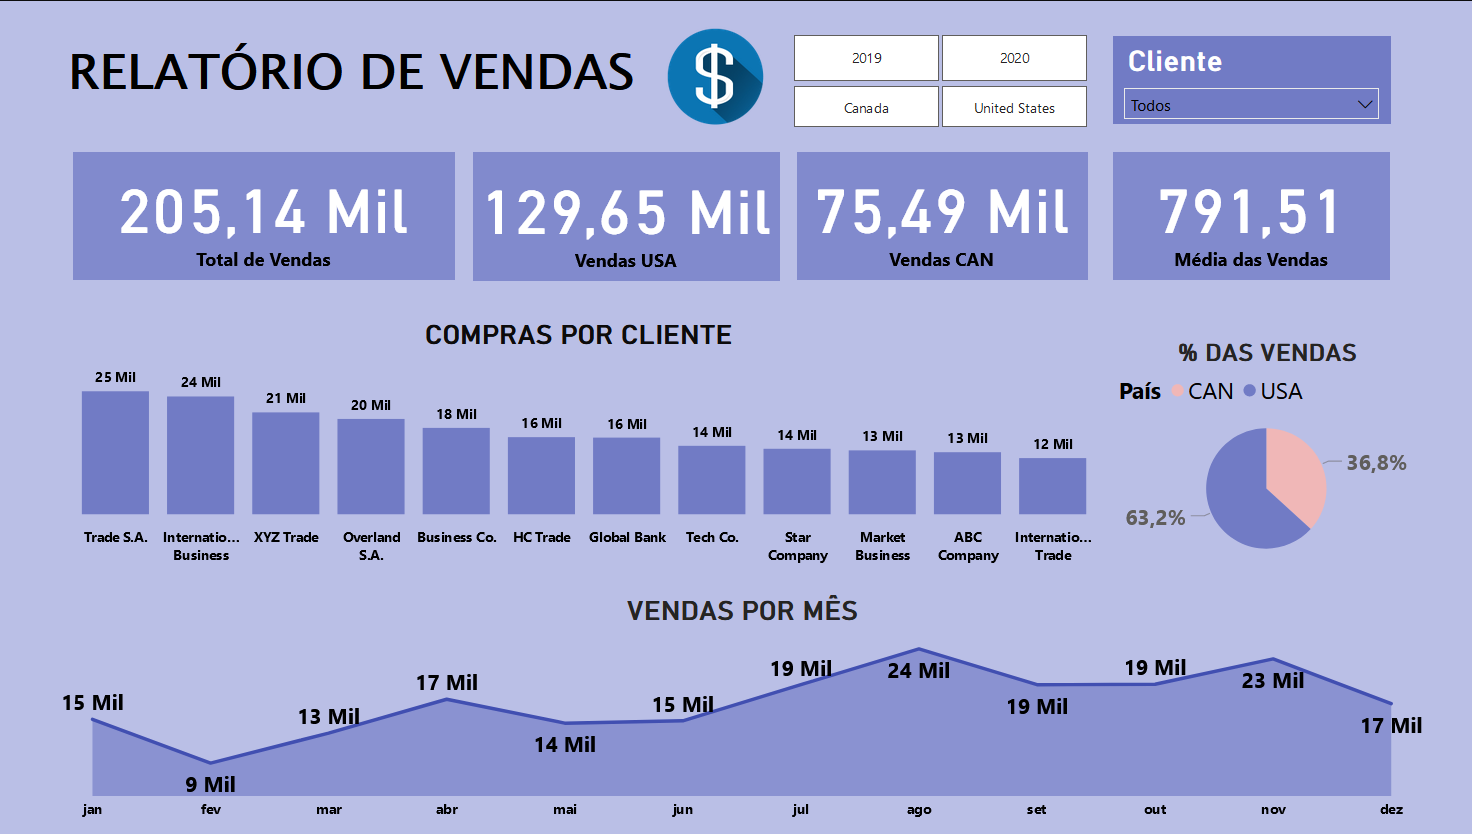 RELATÓRIO DE VENDAS
$
2019
2020
Canada
United States
Cliente
Todos
205,14 Mil
Total de Vendas
129,65 Mil
Vendas USA
75,49 Mil
Vendas CAN
791,51
Média das Vendas
COMPRAS POR CLIENTE
25 Mil
24 Mil
21 Mil
20 Mil
18 Mil
16 Mil
16 Mil
14 Mil
14 Mil
13 Mil
13 Mil
12 Mil
Trade S.A.
Internatio...
Business
XYZ Trade
Overland
S.A.
Business Co.
HC Trade
Global Bank
Tech Co.
Star
Company
Market
Business
ABC
Company
Internatio...
Trade
% DAS VENDAS
País CAN USA
36,8%
63,2%
VENDAS POR MÊS
15 Mil
9 Mil
13 Mil
17 Mil
14 Mil
15 Mil
19 Mil
24 Mil
19 Mil
19 Mil
23 Mil
17 Mil
jan
fev
mar
abr
mai
jun
jul
ago
set
out
nov
dez